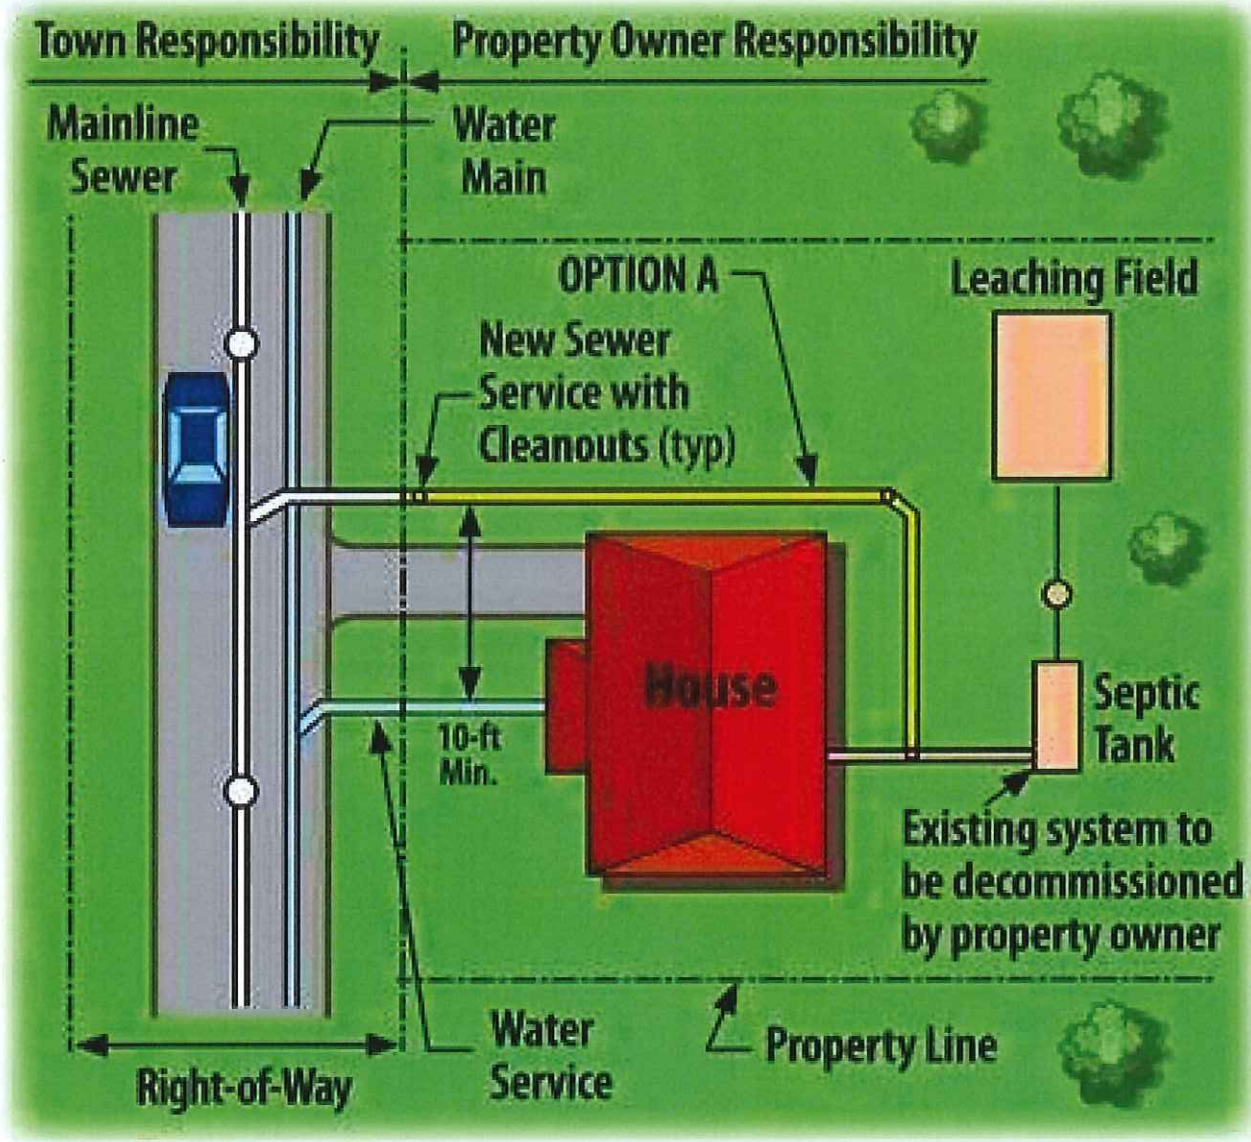 Town Responsibility
Property Owner Responsibility
Mainline
Sewer
Water
Main
OPTION A
Leaching Field
New Sewer
Service with
Cleanouts (typ)
House
10-ft
Min.
Septic
Tank
Existing system to
be decommissioned
by property owner
Water
Service
Property Line
Right-of-Way